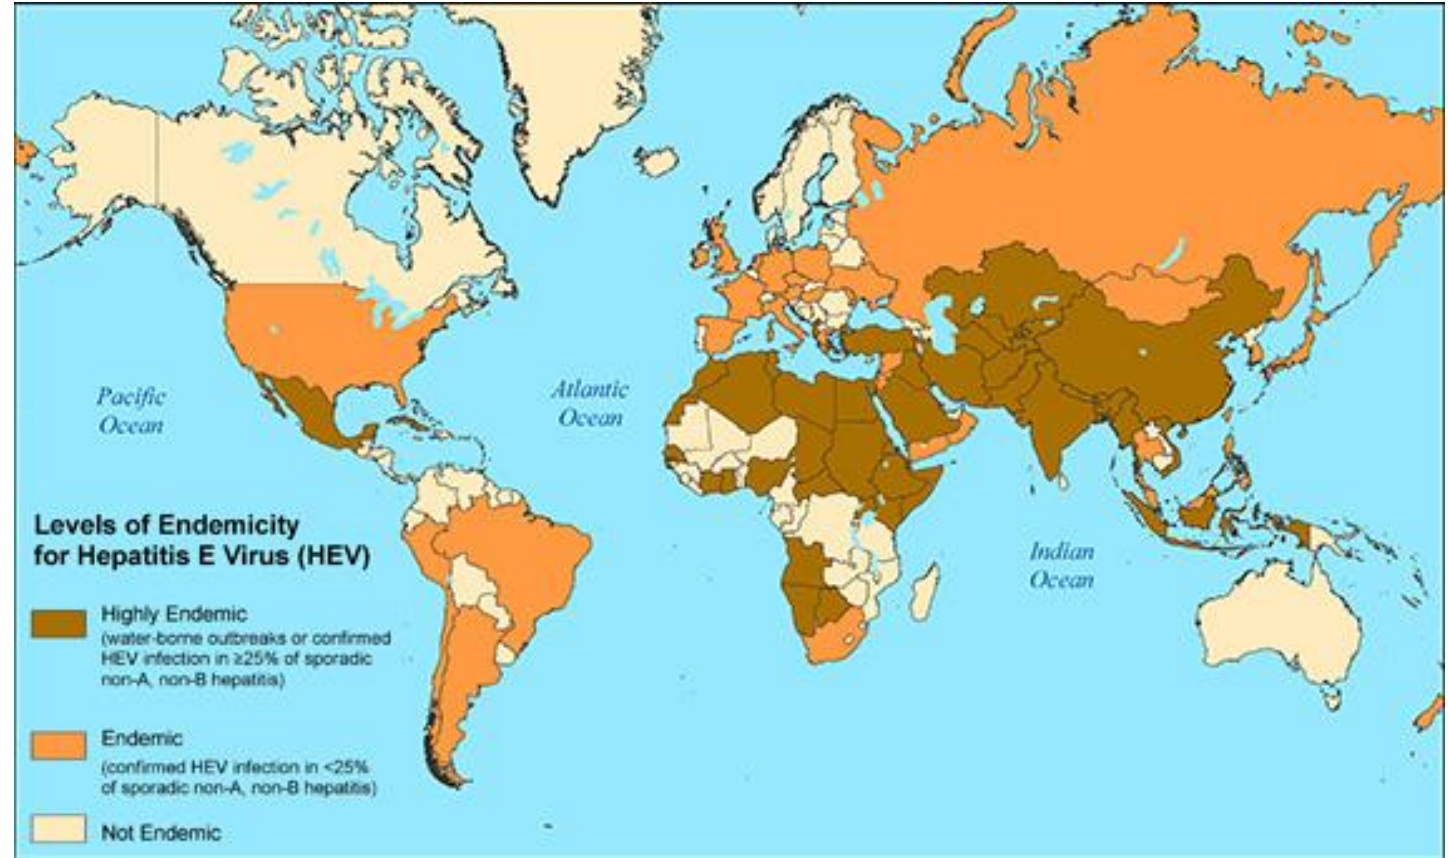 Pacific
Ocean
Atlantic
Ocean
Indian
Ocean
Levels of Endemicity
for Hepatitis E Virus (HEV)
Highly Endemic
(water-borne outbreaks or confirmed
HEV infection in ≥25% of sporadic
non-A, non-B hepatitis)
Endemic
(confirmed HEV infection in <25%
of sporadic non-A, non-B hepatitis)
Not Endemic